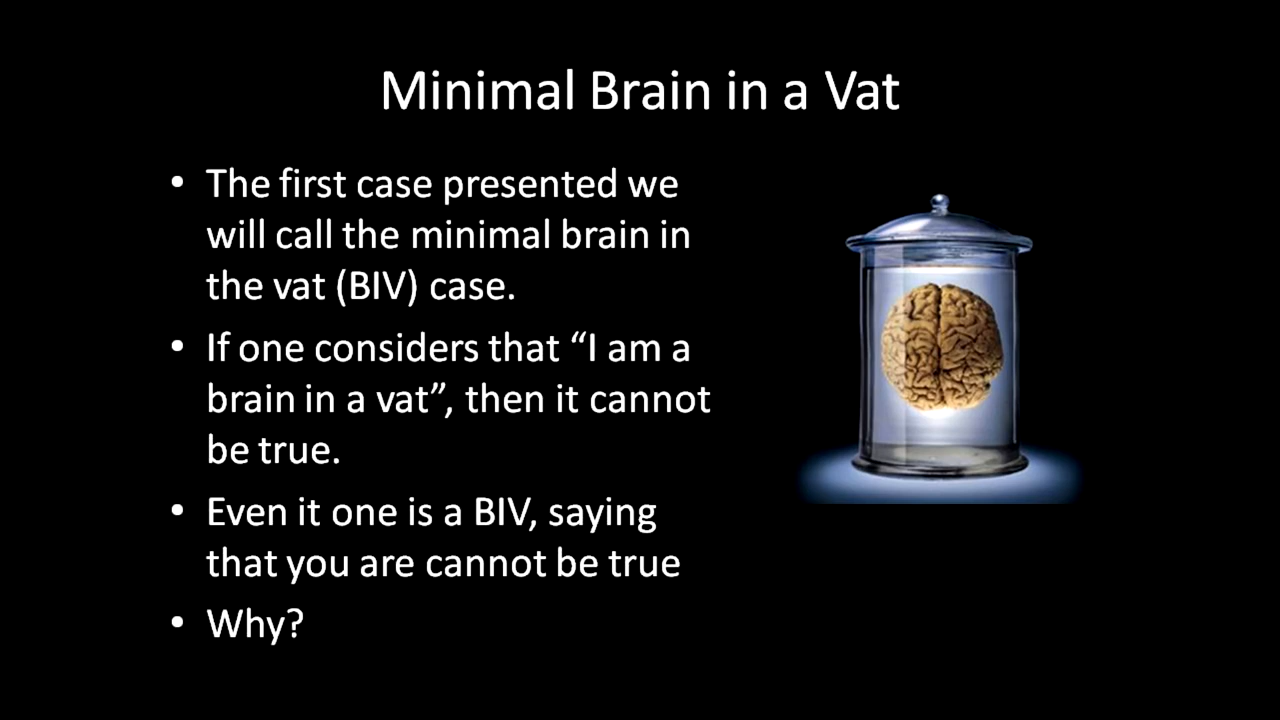 Minimal Brain in a Vat
• The first case presented we
will call the minimal brain in
the vat (BIV) case.
• If one considers that “I am a
brain in a vat”, then it cannot
be true.
• Even it one is a BIV, saying
that you are cannot be true
• Why?